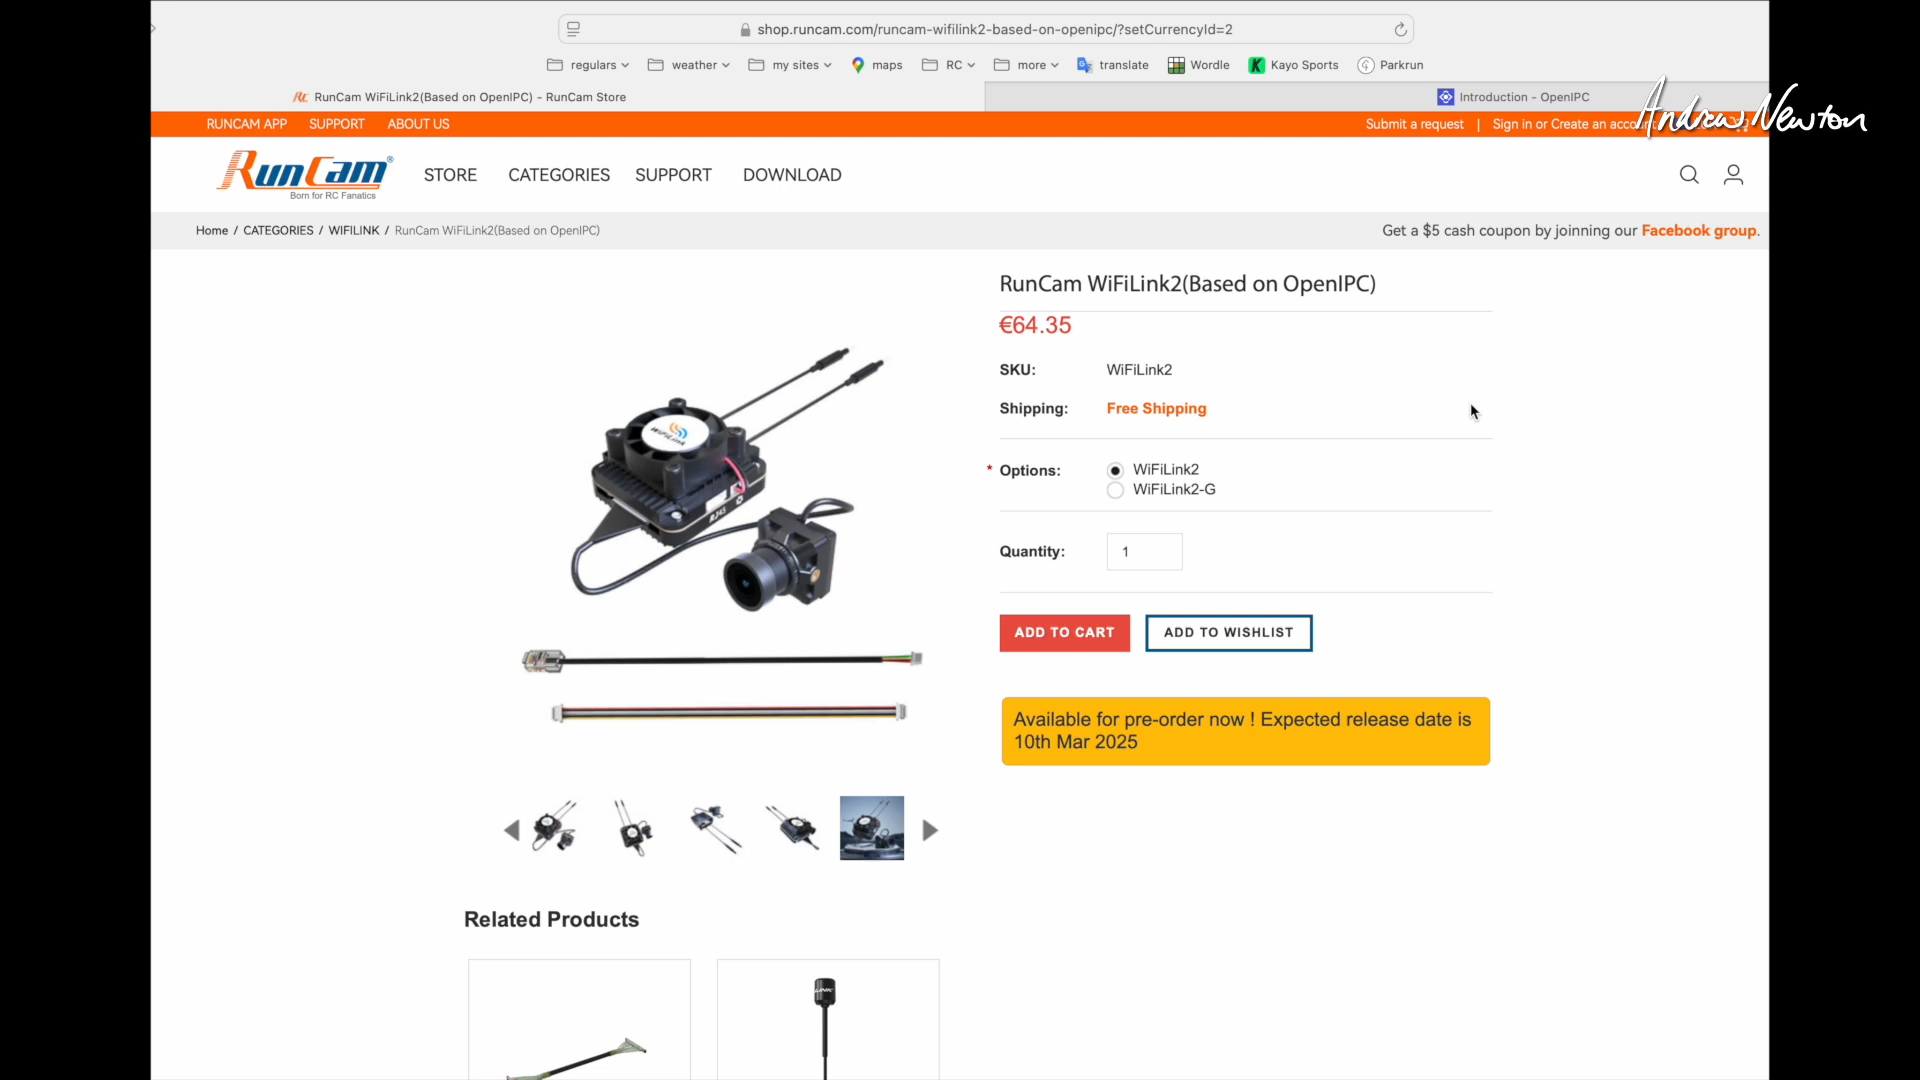 shop.runcam.com/runcam-wifilink2-based-on-openipc/?setCurrencyId=2
regulars weather my sites maps RC more translate Wordle Kayo Sports Parkrun
RunCam WiFiLink2(Based on OpenIPC) - RunCam Store Introduction - OpenIPC
Andrew Newton
RUNCAM APP SUPPORT ABOUT US Submit a request | Sign in or Create an account
RunCam®
Born for RC Fanatics
STORE CATEGORIES SUPPORT DOWNLOAD
Home / CATEGORIES / WIFILINK / RunCam WiFiLink2(Based on OpenIPC) Get a $5 cash coupon by joinning our Facebook group.
RunCam WiFiLink2(Based on OpenIPC)
€64.35
SKU: WiFiLink2
Shipping: Free Shipping
* Options: WiFiLink2
WiFiLink2-G
Quantity: 1
ADD TO CART ADD TO WISHLIST
Available for pre-order now ! Expected release date is
10th Mar 2025
WiFiLink
RJ45
Related Products
LINK